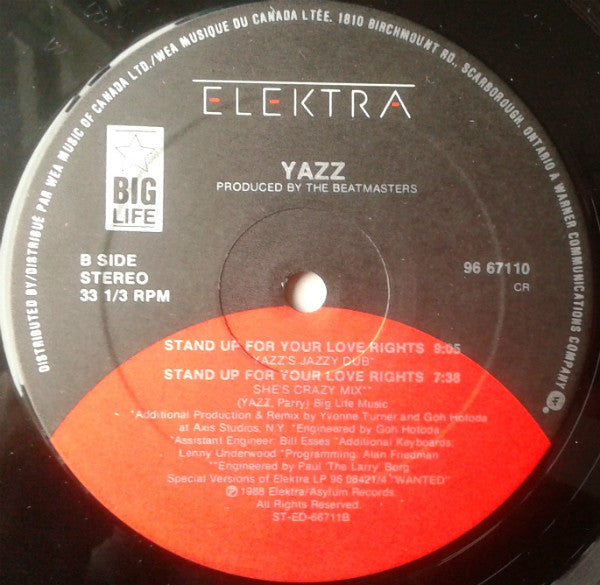 DISTRIBUTED BY/DISTRIBUÉ PAR WEA MUSIC OF CANADA LTD./WEA MUSIQUE DU CANADA LTÉE. 1810 BIRCHMOUNT RD., SCARBOROUGH, ONTARIO A WARNER COMMUNICATIONS COMPANY
ELEKTRA
BIG
LIFE
YAZZ
PRODUCED BY THE BEATMASTERS
B SIDE
STEREO
33 1/3 RPM
96 67110
CR
STAND UP FOR YOUR LOVE RIGHTS 9:05
YAZZ'S JAZZY DUB*
STAND UP FOR YOUR LOVE RIGHTS 7:38
SHE'S CRAZY MIX**
(YAZZ, Parry) Big Life Music
*Additional Production & Remix by Yvonne Turner and Goh Hotoda
at Axis Studios, N.Y. *Engineered by Goh Hotoda
*Assistant Engineer: Bill Esses *Additional Keyboards:
Lenny Underwood *Programming: Alan Friedman
**Engineered by Paul 'The Larry' Borg
Special Versions of Elektra LP 96 08421/4 "WANTED"
℗ 1988 Elektra/Asylum Records.
All Rights Reserved.
ST-ED-66711B